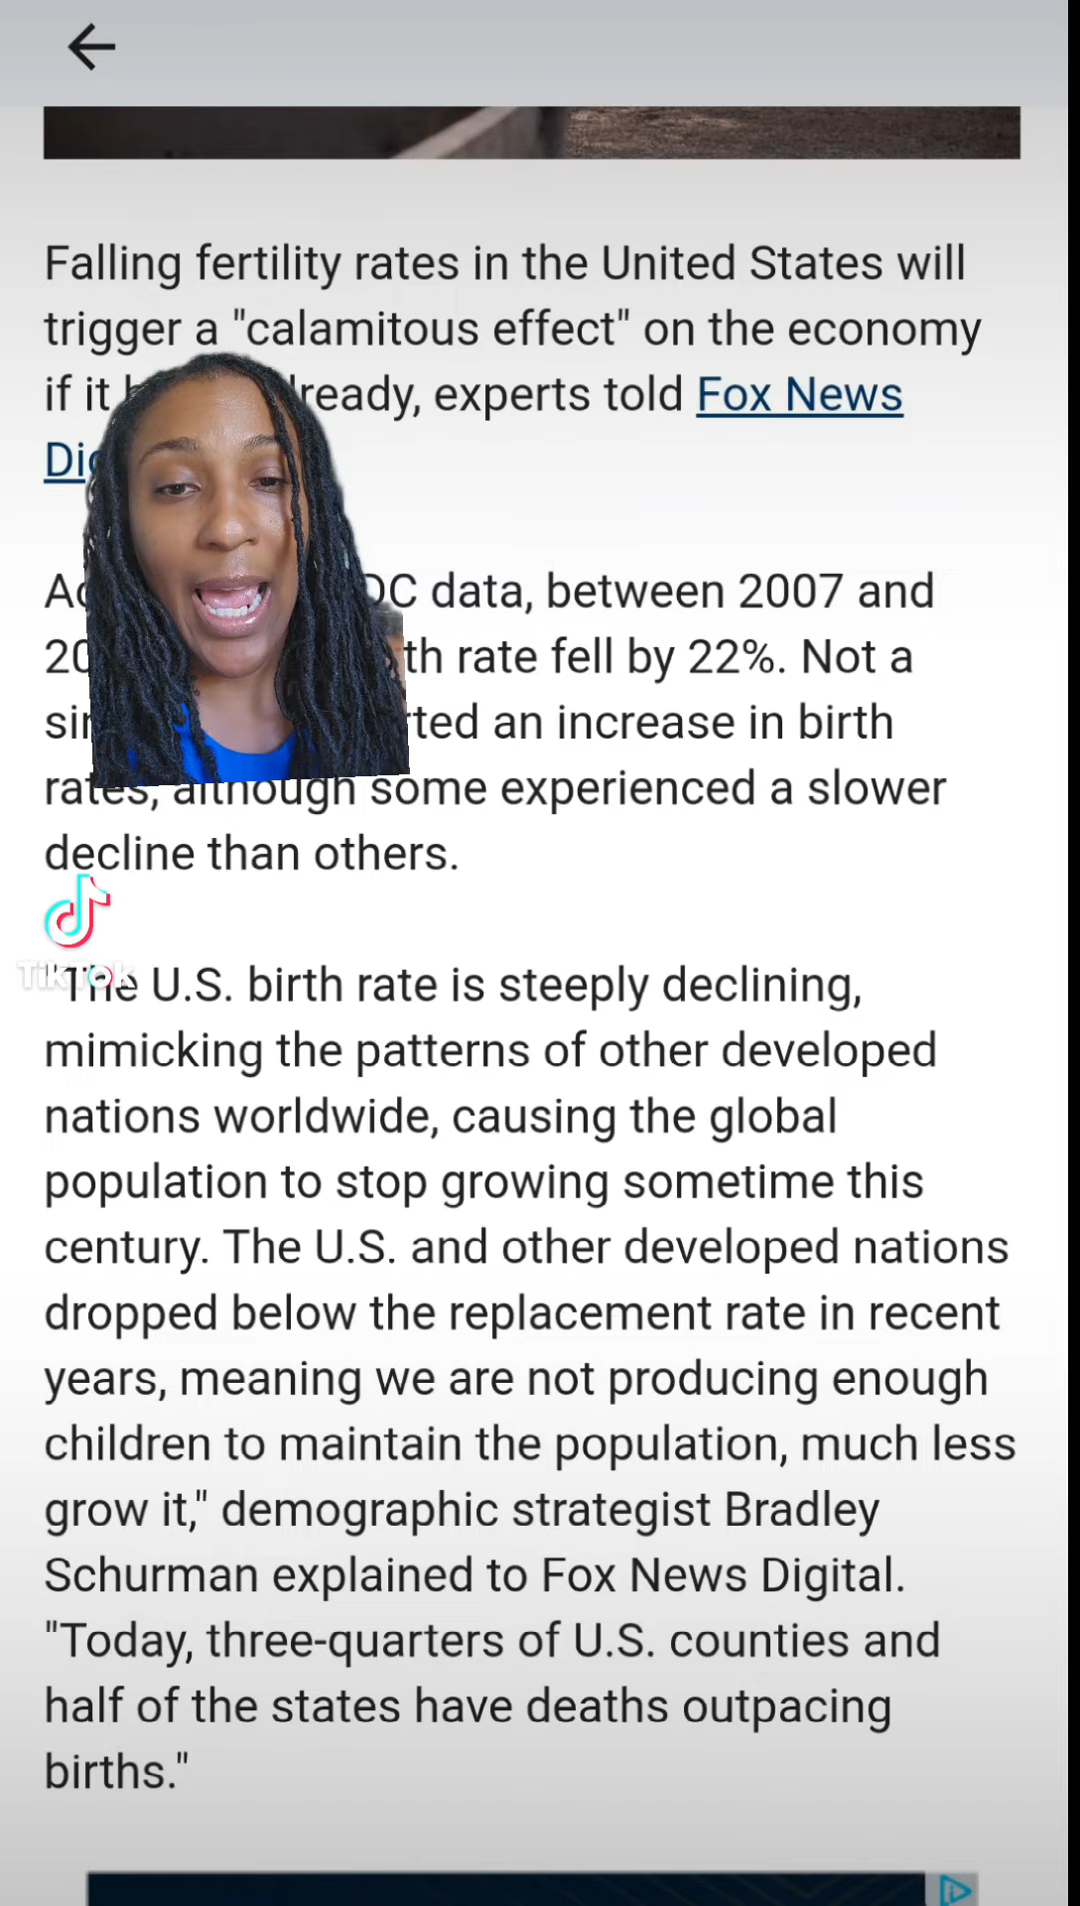 Falling fertility rates in the United States will
trigger a "calamitous effect" on the economy
if it already, experts told Fox News
data, between 2007 and
rate fell by 22%. Not a
an increase in birth
rates, although some experienced a slower
decline than others.
TikTok
"The U.S. birth rate is steeply declining,
mimicking the patterns of other developed
nations worldwide, causing the global
population to stop growing sometime this
century. The U.S. and other developed nations
dropped below the replacement rate in recent
years, meaning we are not producing enough
children to maintain the population, much less
grow it," demographic strategist Bradley
Schurman explained to Fox News Digital.
"Today, three-quarters of U.S. counties and
half of the states have deaths outpacing
births."